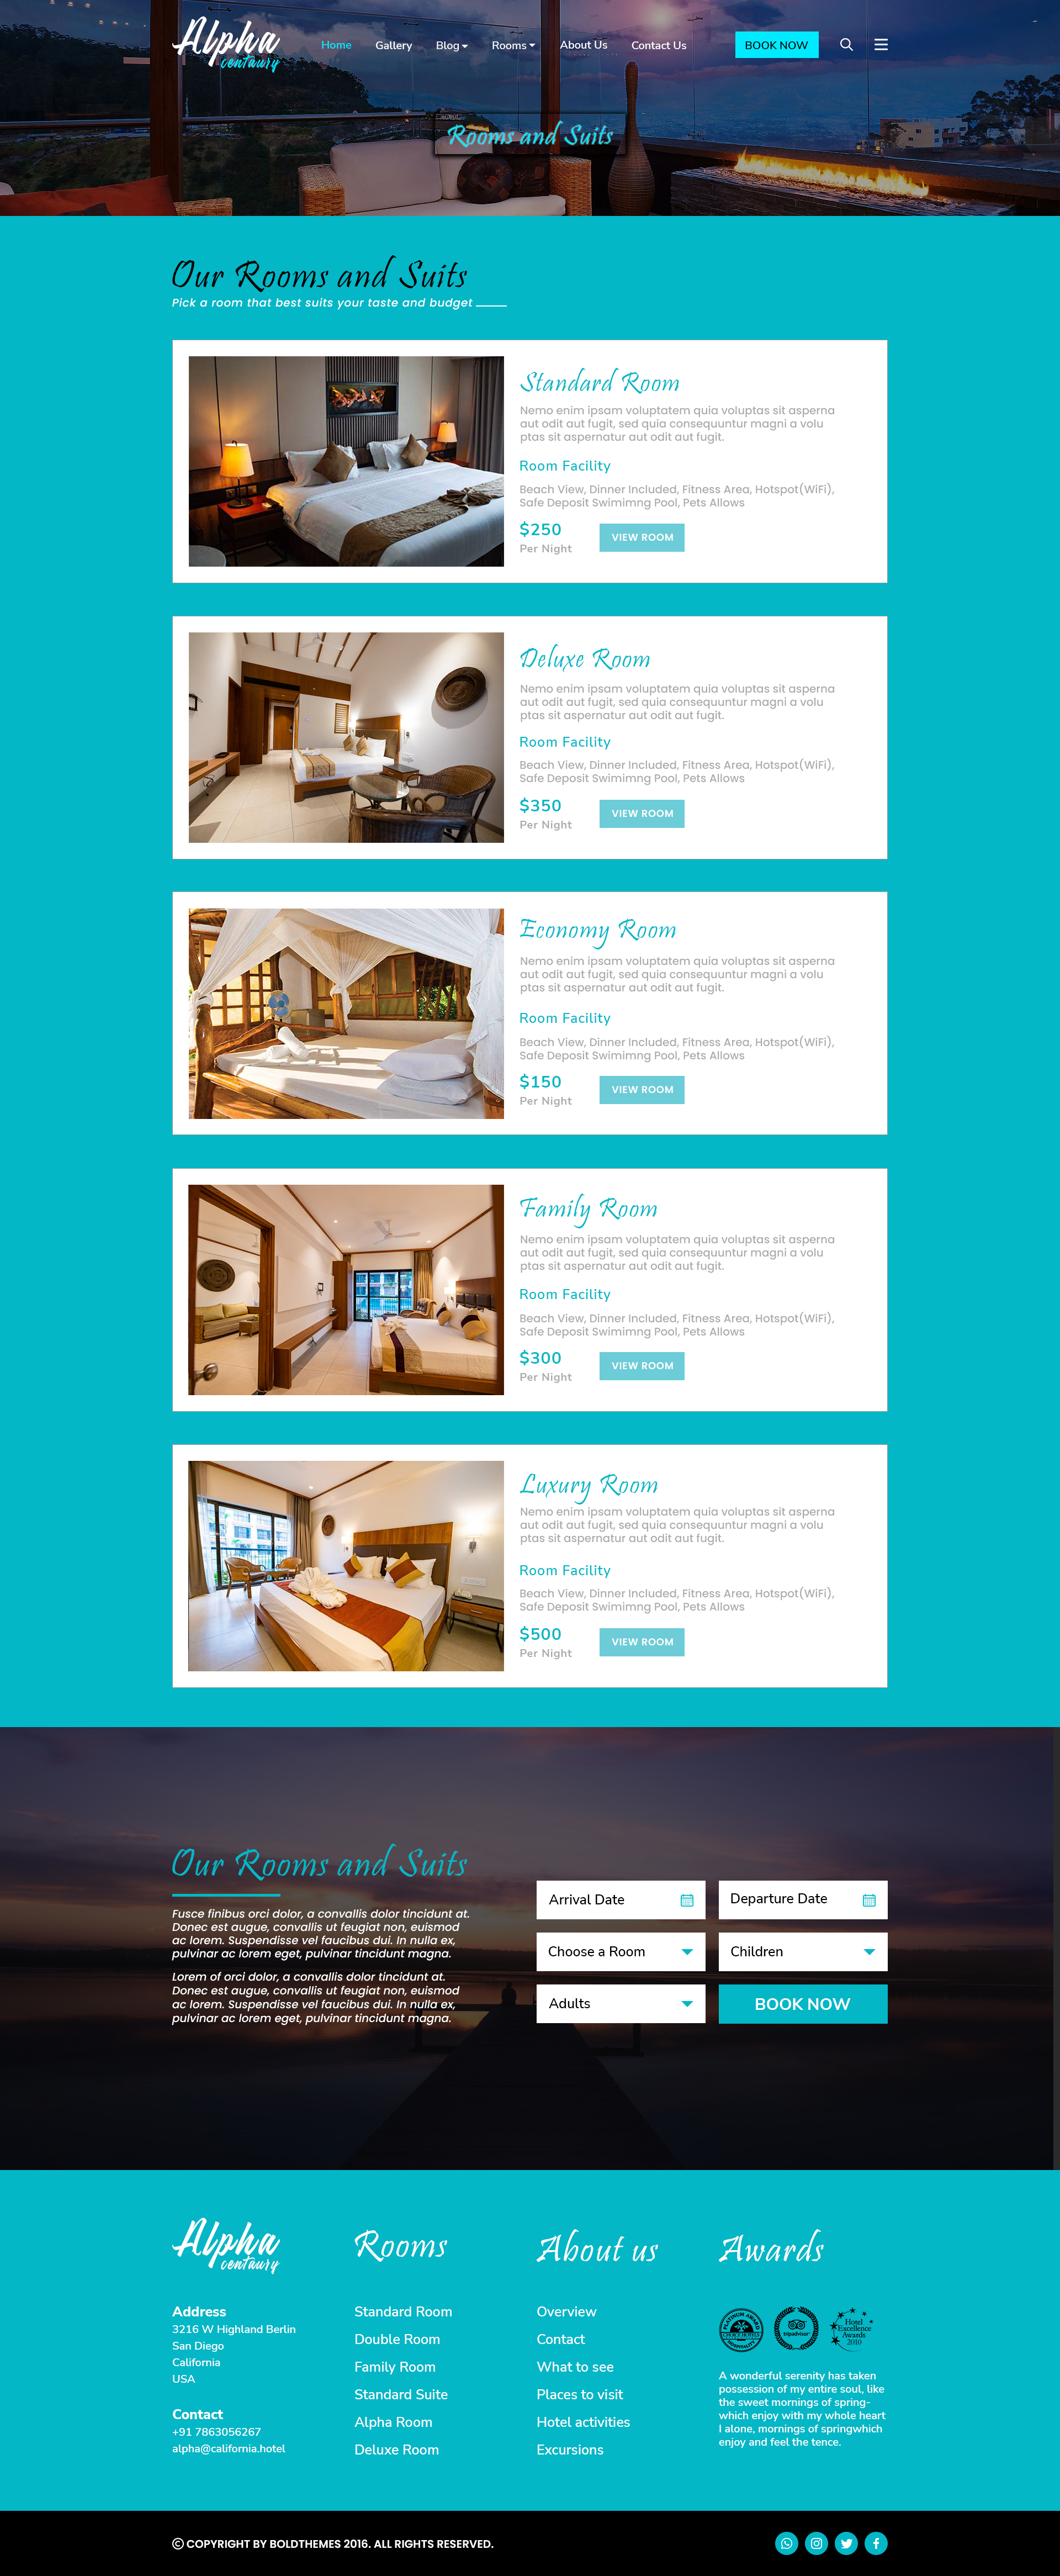 Alpha
centaury
Home
Gallery
Blog
Rooms
About Us
Contact Us
BOOK NOW
Rooms and Suits
Our Rooms and Suits
Pick a room that best suits your taste and budget
Standard Room
Nemo enim ipsam voluptatem quia voluptas sit asperna
aut odit aut fugit, sed quia consequuntur magni a volu
ptas sit aspernatur aut odit aut fugit.
Room Facility
Beach View, Dinner Included, Fitness Area, Hotspot(WiFi),
Safe Deposit Swimimng Pool, Pets Allows
$250
Per Night
VIEW ROOM
Deluxe Room
Nemo enim ipsam voluptatem quia voluptas sit asperna
aut odit aut fugit, sed quia consequuntur magni a volu
ptas sit aspernatur aut odit aut fugit.
Room Facility
Beach View, Dinner Included, Fitness Area, Hotspot(WiFi),
Safe Deposit Swimimng Pool, Pets Allows
$350
Per Night
VIEW ROOM
Economy Room
Nemo enim ipsam voluptatem quia voluptas sit asperna
aut odit aut fugit, sed quia consequuntur magni a volu
ptas sit aspernatur aut odit aut fugit.
Room Facility
Beach View, Dinner Included, Fitness Area, Hotspot(WiFi),
Safe Deposit Swimimng Pool, Pets Allows
$150
Per Night
VIEW ROOM
Family Room
Nemo enim ipsam voluptatem quia voluptas sit asperna
aut odit aut fugit, sed quia consequuntur magni a volu
ptas sit aspernatur aut odit aut fugit.
Room Facility
Beach View, Dinner Included, Fitness Area, Hotspot(WiFi),
Safe Deposit Swimimng Pool, Pets Allows
$300
Per Night
VIEW ROOM
Luxury Room
Nemo enim ipsam voluptatem quia voluptas sit asperna
aut odit aut fugit, sed quia consequuntur magni a volu
ptas sit aspernatur aut odit aut fugit.
Room Facility
Beach View, Dinner Included, Fitness Area, Hotspot(WiFi),
Safe Deposit Swimimng Pool, Pets Allows
$500
Per Night
VIEW ROOM
Our Rooms and Suits
Fusce finibus orci dolor, a convallis dolor tincidunt at.
Donec est augue, convallis ut feugiat non, euismod
ac lorem. Suspendisse vel faucibus dui. In nulla ex,
pulvinar ac lorem eget, pulvinar tincidunt magna.
Lorem of orci dolor, a convallis dolor tincidunt at.
Donec est augue, convallis ut feugiat non, euismod
ac lorem. Suspendisse vel faucibus dui. In nulla ex,
pulvinar ac lorem eget, pulvinar tincidunt magna.
Arrival Date
Departure Date
Choose a Room
Children
Adults
BOOK NOW
Alpha
centaury
Address
3216 W Highland Berlin
San Diego
California
USA
Contact
+91 7863056267
alpha@california.hotel
Rooms
Standard Room
Double Room
Family Room
Standard Suite
Alpha Room
Deluxe Room
About us
Overview
Contact
What to see
Places to visit
Hotel activities
Excursions
Awards
PLATINUM AWARD
CHOICE HOTELS
HOSPITALITY
tripadvisor
Hotel
Excellence
Awards
2010
A wonderful serenity has taken
possession of my entire soul, like
the sweet mornings of spring-
which enjoy with my whole heart
I alone, mornings of springwhich
enjoy and feel the tence.
© COPYRIGHT BY BOLDTHEMES 2016. ALL RIGHTS RESERVED.